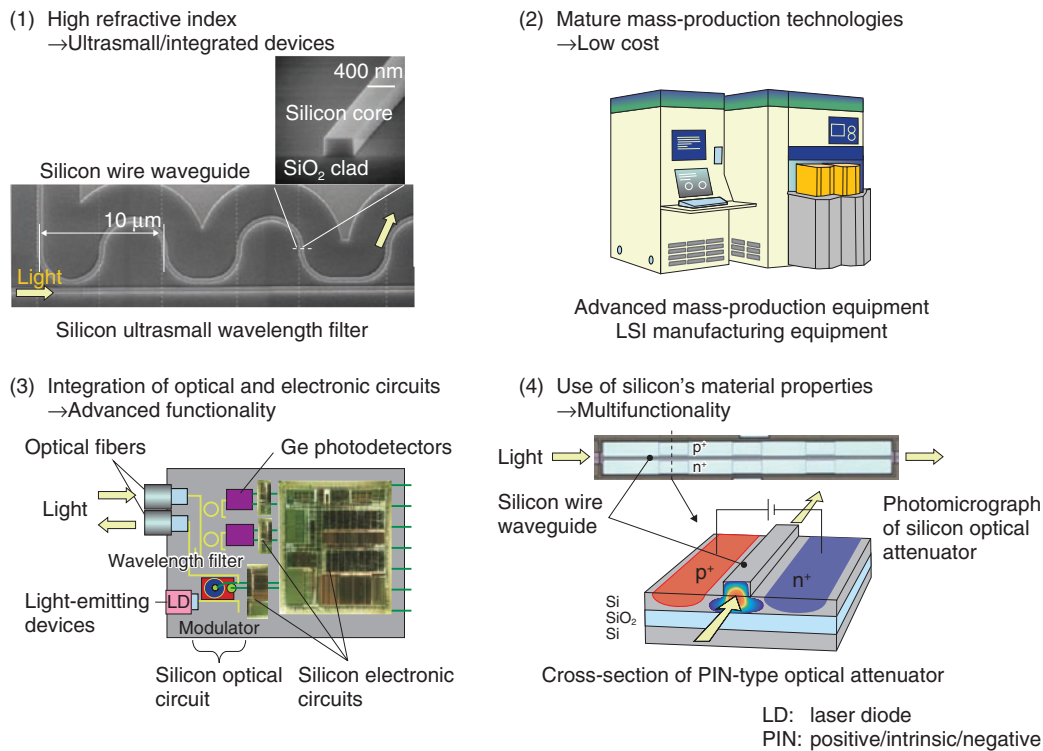 (1) High refractive index
→Ultrasmall/integrated devices
400 nm
Silicon core
SiO₂ clad
Silicon wire waveguide
10 μm
Light
Silicon ultrasmall wavelength filter
(2) Mature mass-production technologies
→Low cost
Advanced mass-production equipment
LSI manufacturing equipment
(3) Integration of optical and electronic circuits
→Advanced functionality
Optical fibers
Ge photodetectors
Light
Wavelength filter
Light-emitting
devices
LD
Modulator
Silicon optical
circuit
Silicon electronic
circuits
(4) Use of silicon's material properties
→Multifunctionality
p⁺
n⁺
Light
Silicon wire
waveguide
Photomicrograph
of silicon optical
attenuator
p⁺
n⁺
Si
SiO₂
Si
Cross-section of PIN-type optical attenuator
LD: laser diode
PIN: positive/intrinsic/negative